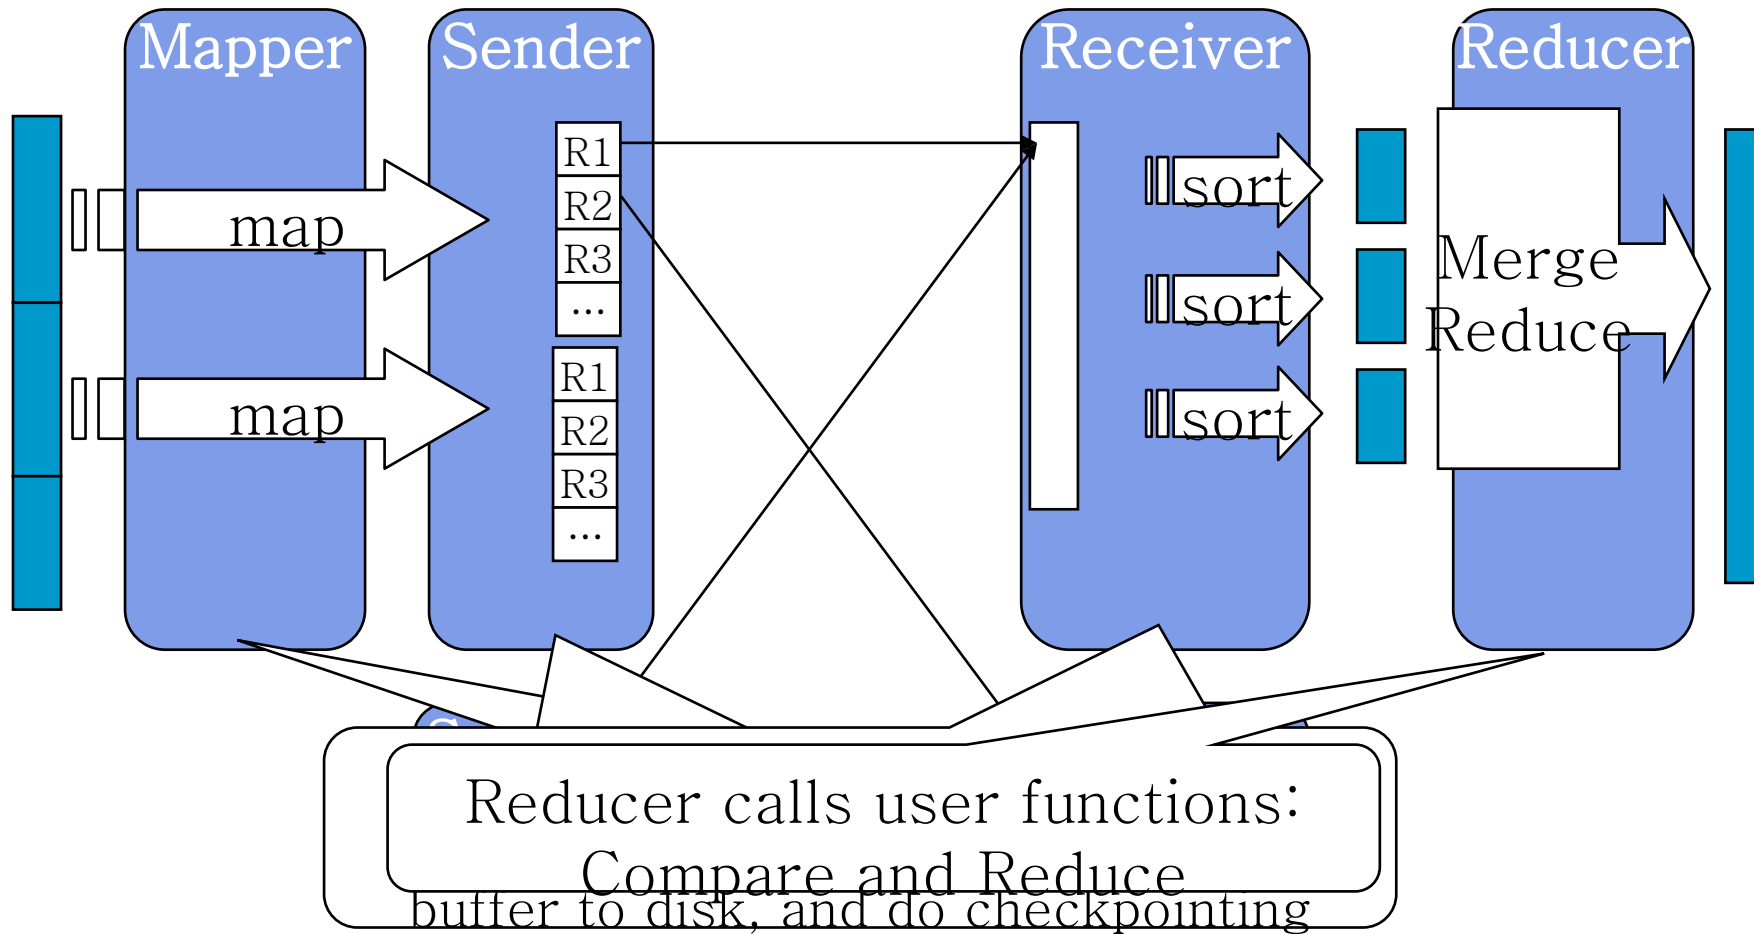 Mapper
Sender
Receiver
Reducer
map
map
R1
R2
R3
...
R1
R2
R3
...
sort
sort
sort
Merge
Reduce
Reducer calls user functions:
Compare and Reduce
buffer to disk, and do checkpointing